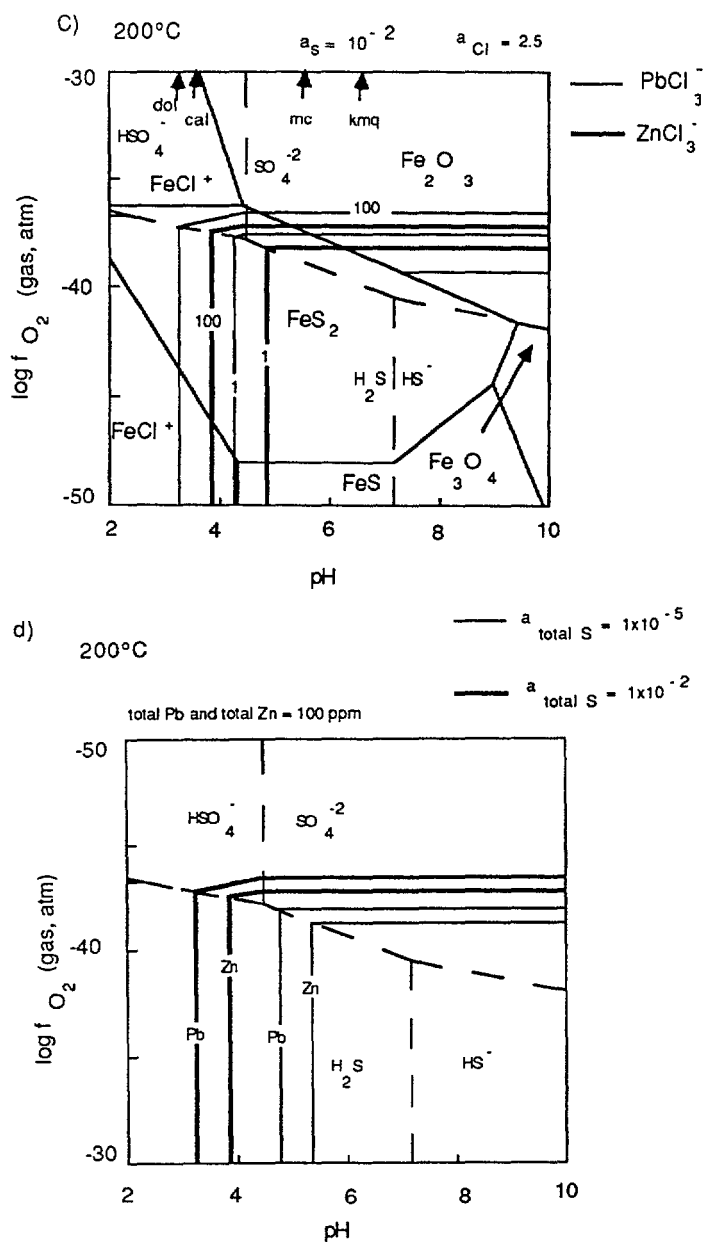 C)
200°C
a_S = 10^-2
a_Cl = 2.5
PbCl_3^-
ZnCl_3^-
-30
dol
cal
mc
kmq
HSO_4^-
SO_4^-2
Fe_2O_3
FeCl^+
100
-40
log f O_2 (gas, atm)
100
FeS_2
1
1
H_2S
HS^-
FeCl^+
FeS
Fe_3O_4
-50
2 4 6 8 10
pH
d)
200°C
a_total S = 1x10^-5
a_total S = 1x10^-2
total Pb and total Zn = 100 ppm
-50
HSO_4^-
SO_4^-2
-40
log f O_2 (gas, atm)
Zn
Zn
Pb
Pb
H_2S
HS^-
-30
2 4 6 8 10
pH